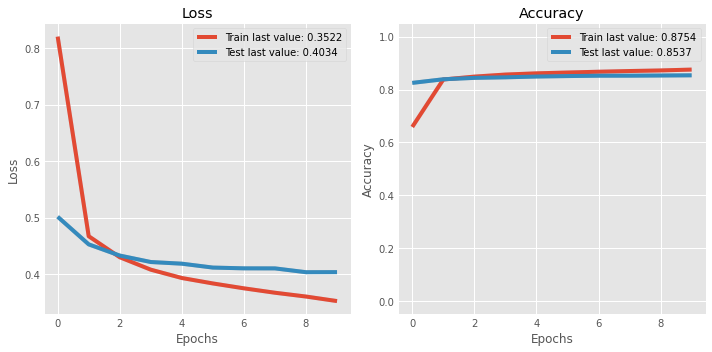 Loss
Train last value: 0.3522
Test last value: 0.4034
0.8
0.7
0.6
0.5
0.4
Loss
0
2
4
6
8
Epochs
Accuracy
Train last value: 0.8754
Test last value: 0.8537
1.0
0.8
0.6
0.4
0.2
0.0
Accuracy
0
2
4
6
8
Epochs